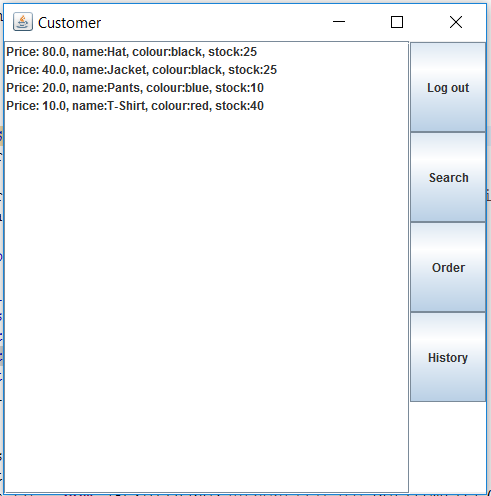 Customer
Price: 80.0, name:Hat, colour:black, stock:25
Price: 40.0, name:Jacket, colour:black, stock:25
Price: 20.0, name:Pants, colour:blue, stock:10
Price: 10.0, name:T-Shirt, colour:red, stock:40
Log out
Search
Order
History